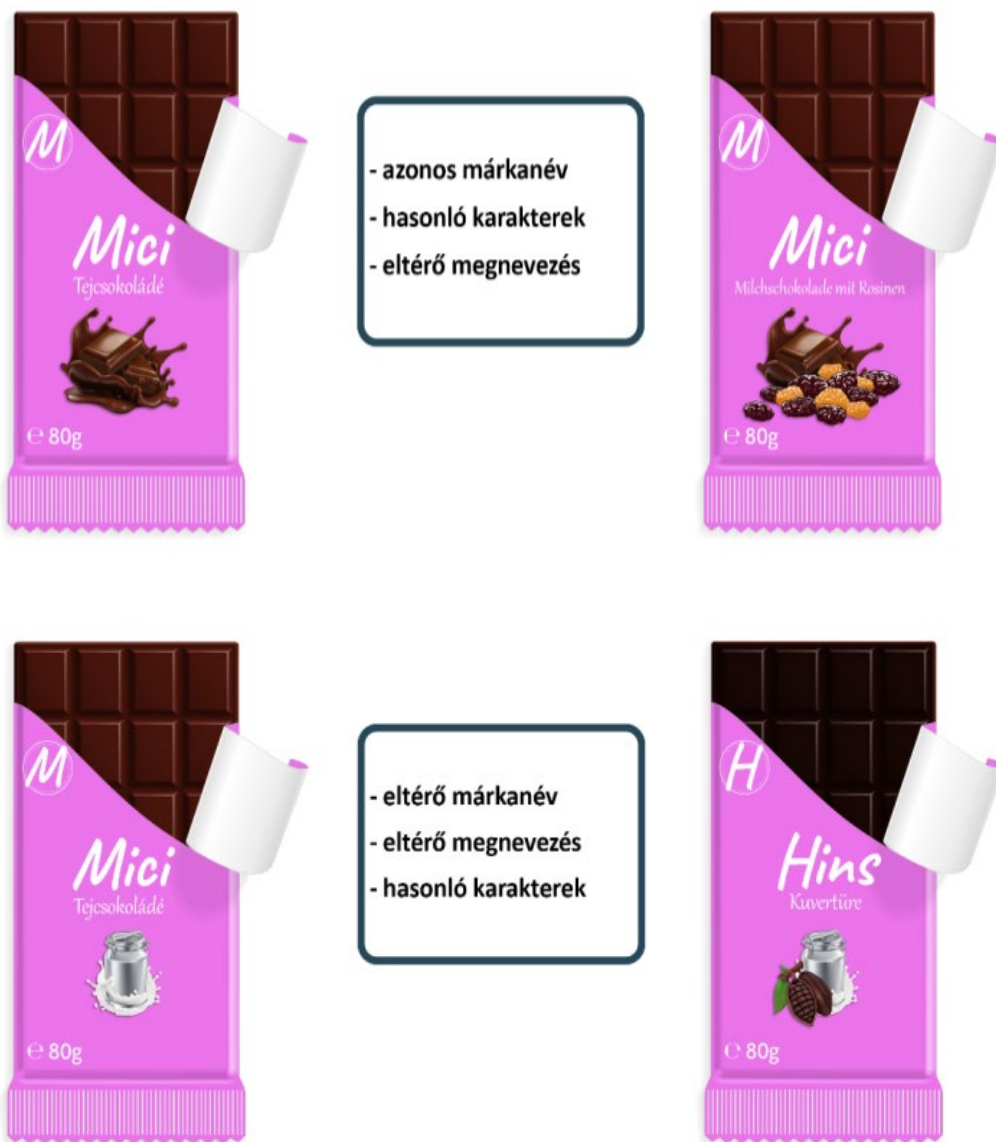 M
Mici
Tejcsokoládé
℮ 80g
- azonos márkanév
- hasonló karakterek
- eltérő megnevezés
M
Mici
Milchschokolade mit Rosinen
℮ 80g
M
Mici
Tejcsokoládé
℮ 80g
- eltérő márkanév
- eltérő megnevezés
- hasonló karakterek
H
Hins
Kuvertüre
℮ 80g